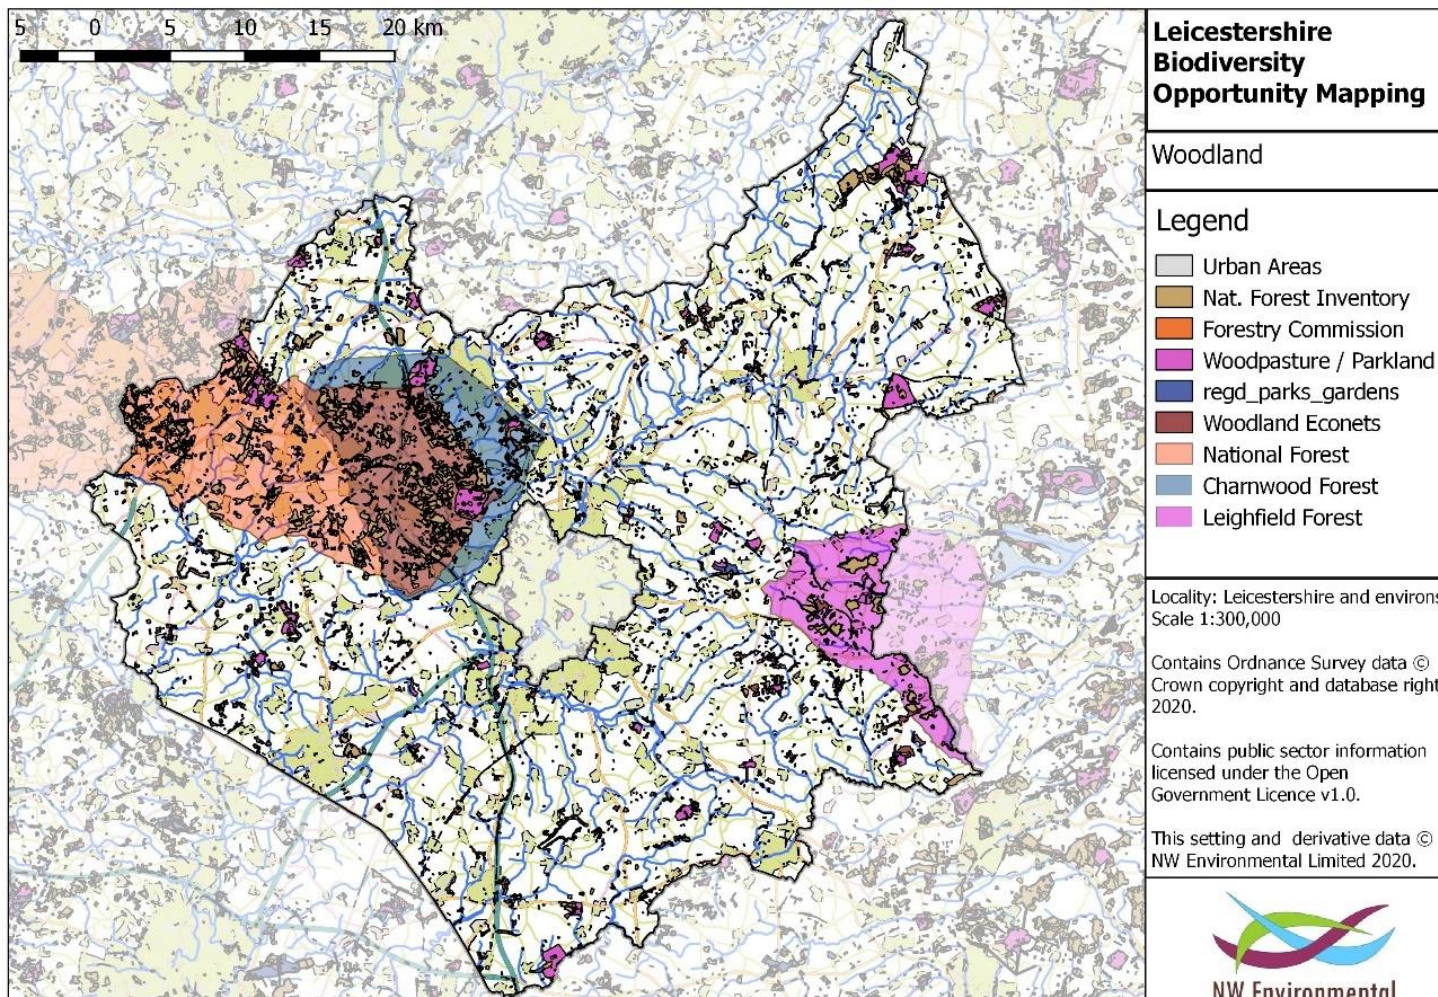 5 0 5 10 15 20 km
Leicestershire
Biodiversity
Opportunity Mapping
Woodland
Legend
Urban Areas
Nat. Forest Inventory
Forestry Commission
Woodpasture / Parkland
regd_parks_gardens
Woodland Econets
National Forest
Charnwood Forest
Leighfield Forest
Locality: Leicestershire and environs
Scale 1:300,000
Contains Ordnance Survey data ©
Crown copyright and database right
2020.
Contains public sector information
licensed under the Open
Government Licence v1.0.
This setting and derivative data ©
NW Environmental Limited 2020.
NW Environmental